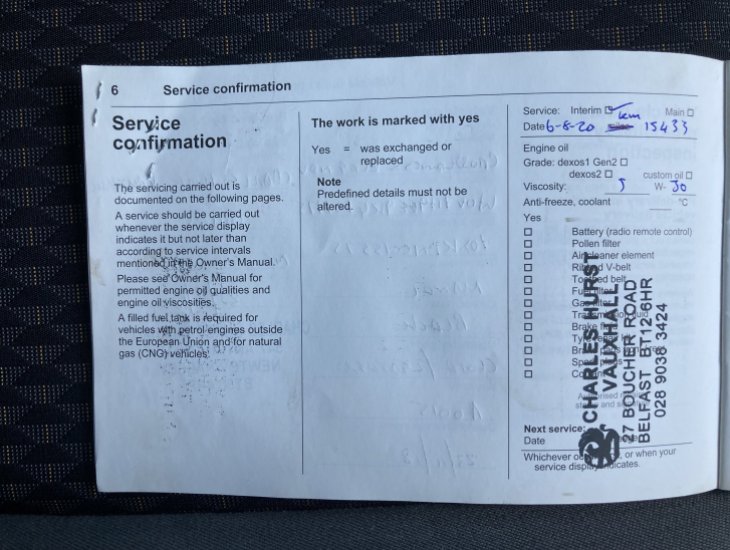 6 Service confirmation
Service
confirmation
The servicing carried out is
documented on the following pages.
A service should be carried out
whenever the service display
indicates it but not later than
according to service intervals
mentioned in the Owner's Manual.
Please see Owner's Manual for
permitted engine oil qualities and
engine oil viscosities.
A filled fuel tank is required for
vehicles with petrol engines outside
the European Union and for natural
gas (CNG) vehicles.
The work is marked with yes
Yes = was exchanged or
replaced
Note
Predefined details must not be
altered.
Service: Interim ☑ Main ☐
km
Date 6-8-20 15433
Engine oil
Grade: dexos1 Gen2 ☐
dexos2 ☐ custom oil ☐
Viscosity: 5 W- 30
Anti-freeze, coolant °C
Yes
☐ Battery (radio remote control)
☐ Pollen filter
☐ Air cleaner element
☐ Ribbed V-belt
☐ Toothed belt
☐ Fuel
☐ Gas
☐
☐ Brake
☐
☐
☐
☐
CHARLES HURST
VAUXHALL
27 BOUCHER ROAD
BELFAST BT12 6HR
028 9038 3424
Next service:
Date
Whichever or when your
service display indicates.